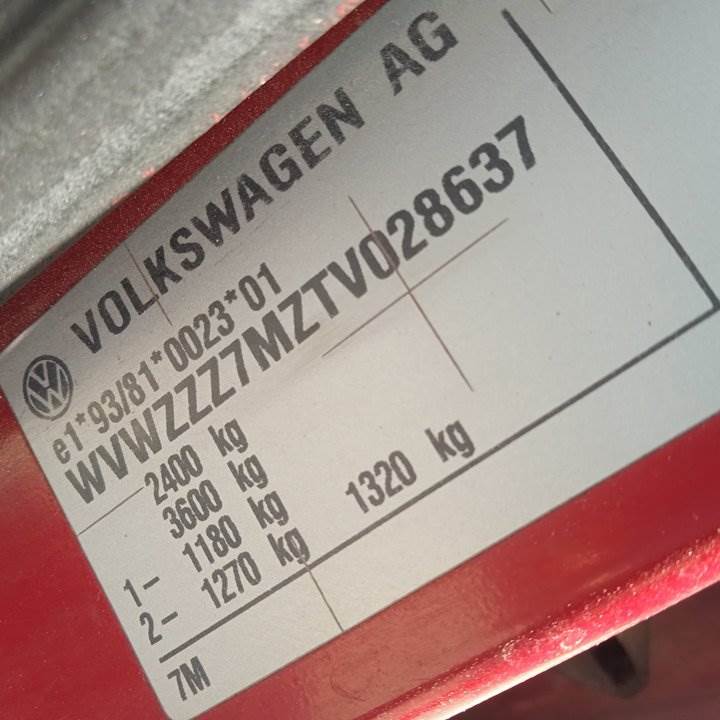 VOLKSWAGEN AG
e1*93/81*0023*01
WVWZZZ7MZTV028637
2400 kg
3600 kg
1- 1180 kg
2- 1270 kg 1320 kg
7M